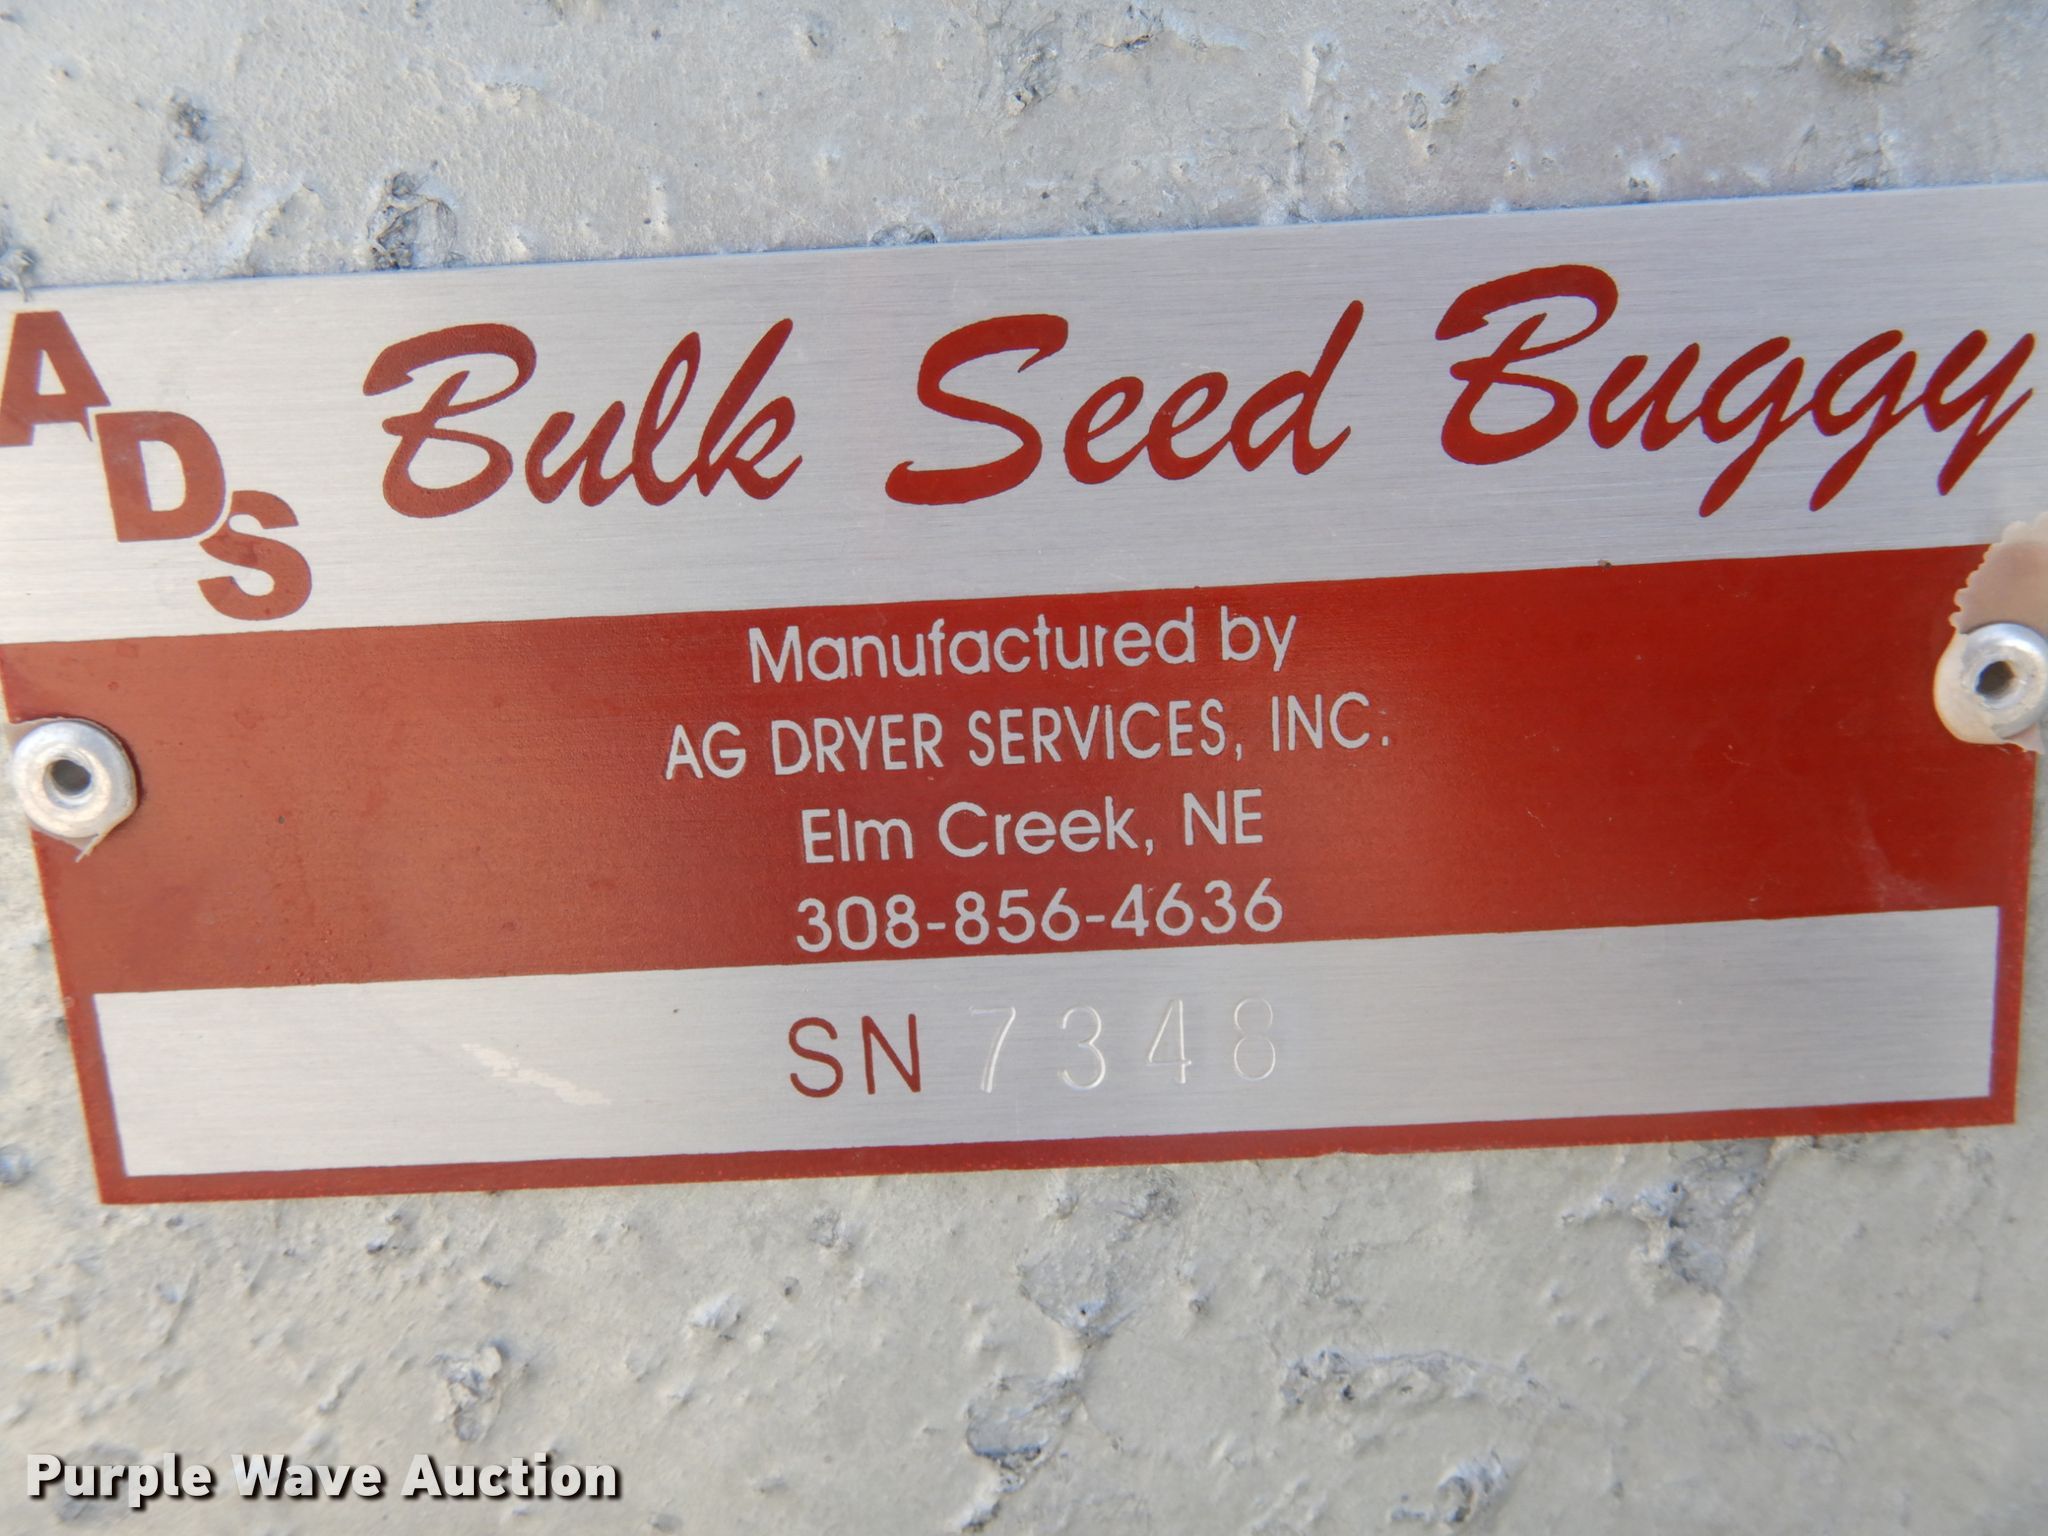 ADS Bulk Seed Buggy
Manufactured by
AG DRYER SERVICES, INC.
Elm Creek, NE
308-856-4636
SN 7348
Purple Wave Auction